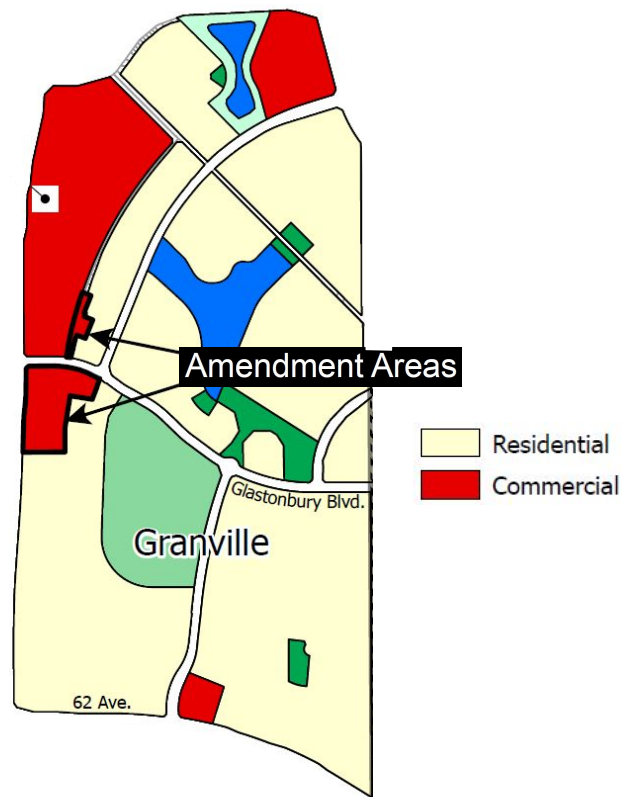 Amendment Areas
Residential
Commercial
Glastonbury Blvd.
Granville
62 Ave.